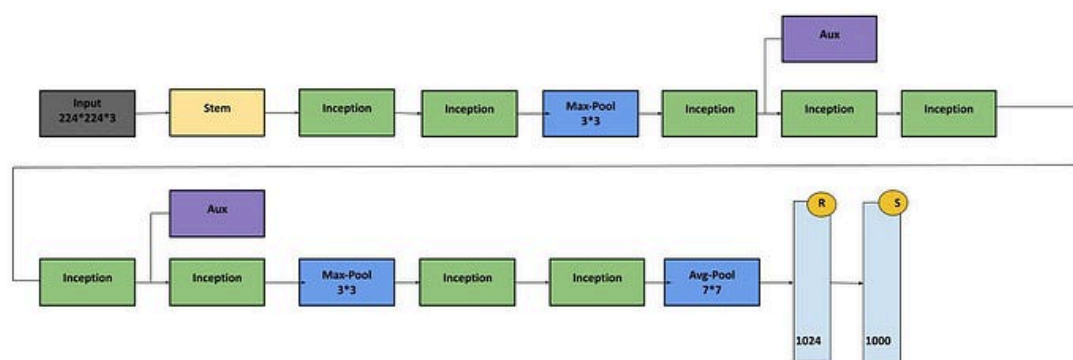 Aux
Input
224*224*3
Stem
Inception
Inception
Max-Pool
3*3
Inception
Inception
Inception
Aux
R
S
Inception
Inception
Max-Pool
3*3
Inception
Inception
Avg-Pool
7*7
1024
1000